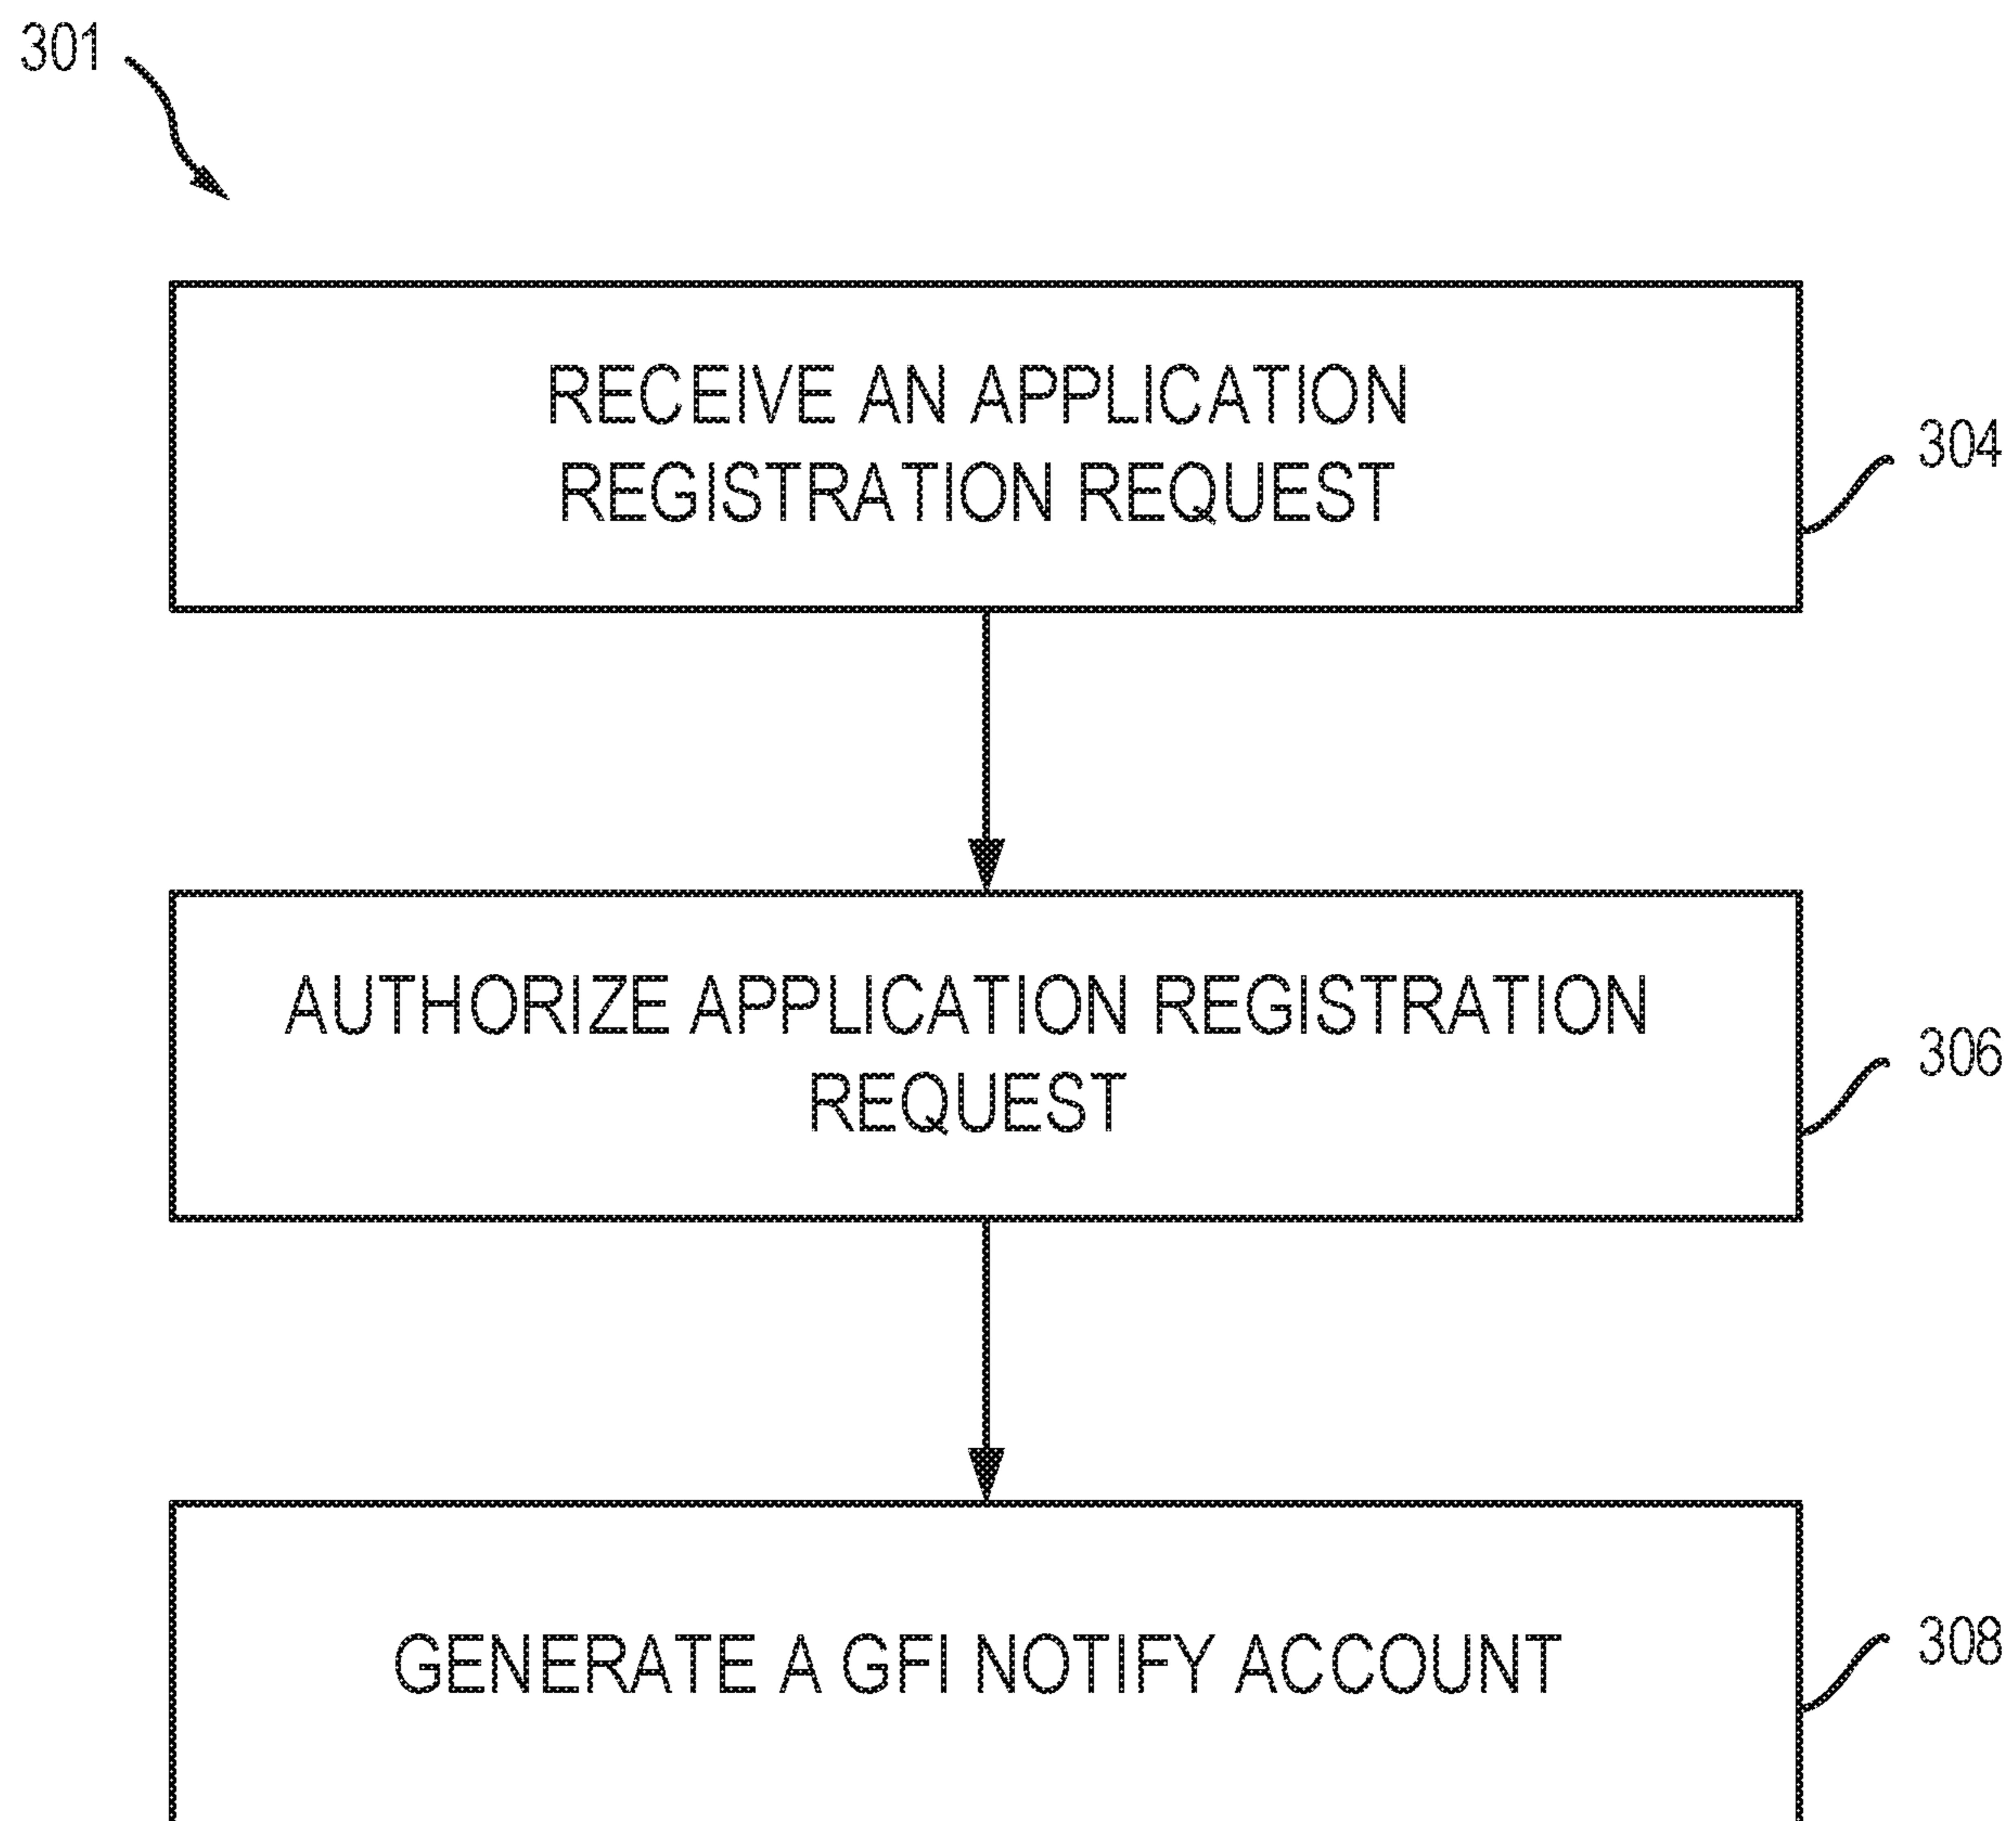 301
RECEIVE AN APPLICATION
REGISTRATION REQUEST
304
AUTHORIZE APPLICATION REGISTRATION
REQUEST
306
GENERATE A GFI NOTIFY ACCOUNT
308